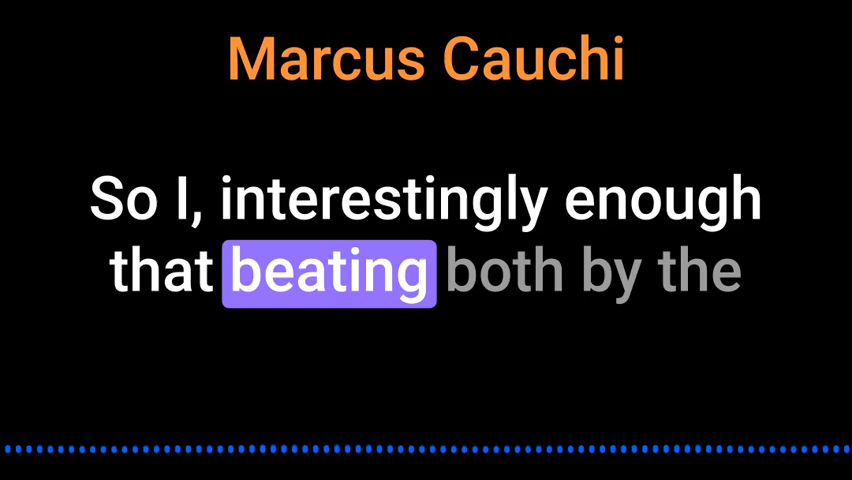 Marcus Cauchi
So I, interestingly enough
that beating both by the